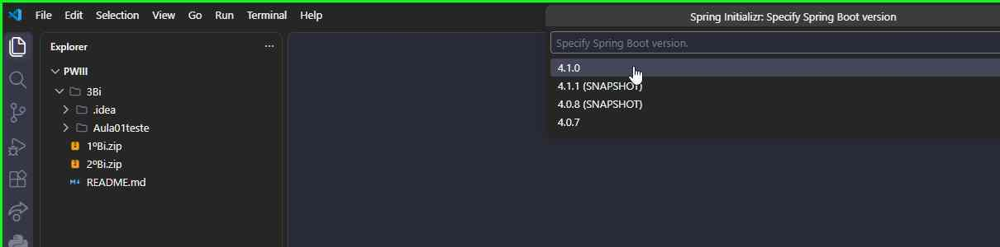 File Edit Selection View Go Run Terminal Help
Spring Initializr: Specify Spring Boot version
Explorer ...
Specify Spring Boot version.
PWIII
4.1.0
3Bi
4.1.1 (SNAPSHOT)
.idea
4.0.8 (SNAPSHOT)
Aula01teste
4.0.7
1ºBi.zip
2ºBi.zip
README.md